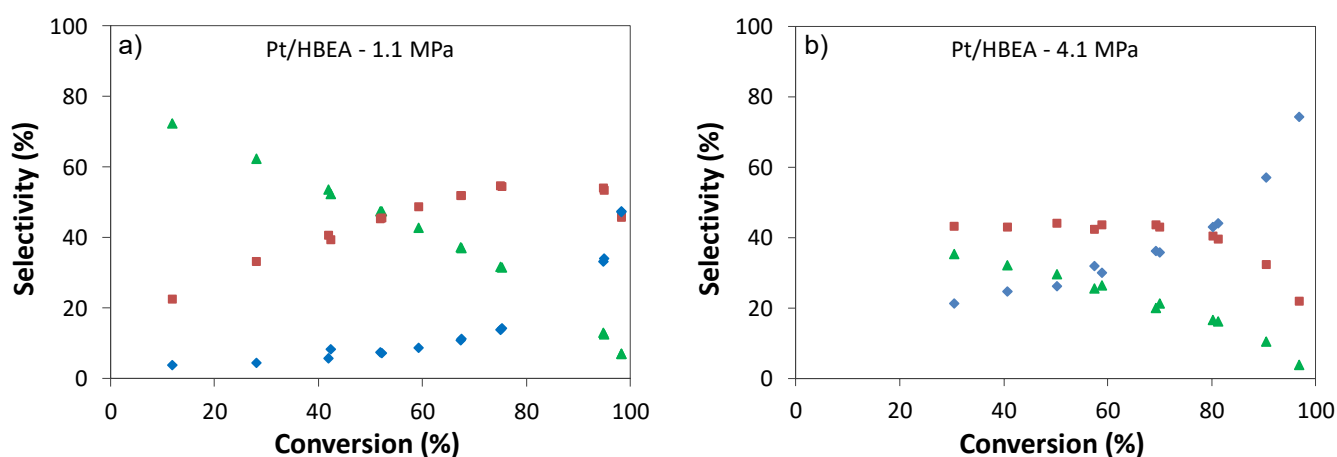 a)
Pt/HBEA - 1.1 MPa
Selectivity (%)
100
80
60
40
20
0
0 20 40 60 80 100
Conversion (%)
b)
Pt/HBEA - 4.1 MPa
Selectivity (%)
100
80
60
40
20
0
0 20 40 60 80 100
Conversion (%)